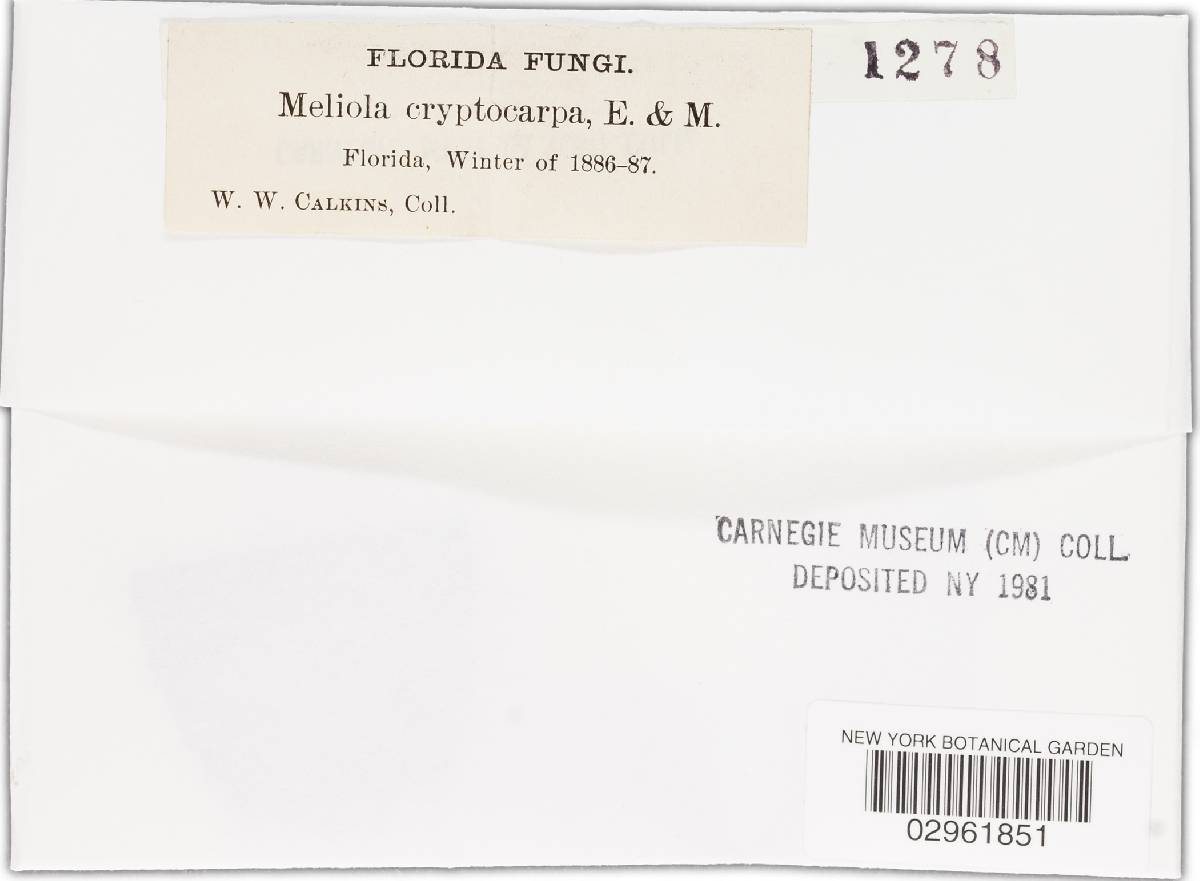 FLORIDA FUNGI.
Meliola cryptocarpa, E. & M.
Florida, Winter of 1886–87.
W. W. CALKINS, Coll.
1278
CARNEGIE MUSEUM (CM) COLL.
DEPOSITED NY 1981
NEW YORK BOTANICAL GARDEN
02961851